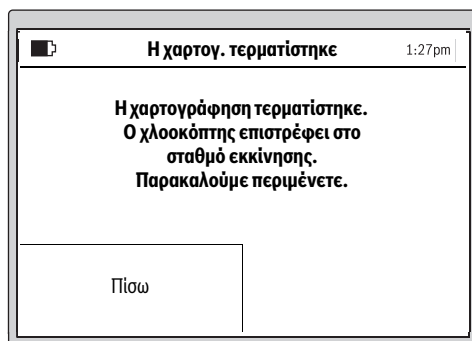 Η χαρτογ. τερματίστηκε 1:27pm
Η χαρτογράφηση τερματίστηκε.
Ο χλοοκόπτης επιστρέφει στο
σταθμό εκκίνησης.
Παρακαλούμε περιμένετε.
Πίσω